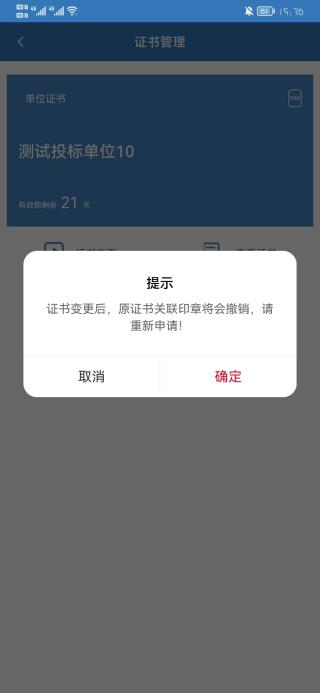 15:36
证书管理
单位证书
测试投标单位10
有效期剩余 21 天
提示
证书变更后，原证书关联印章将会撤销，请
重新申请！
取消
确定